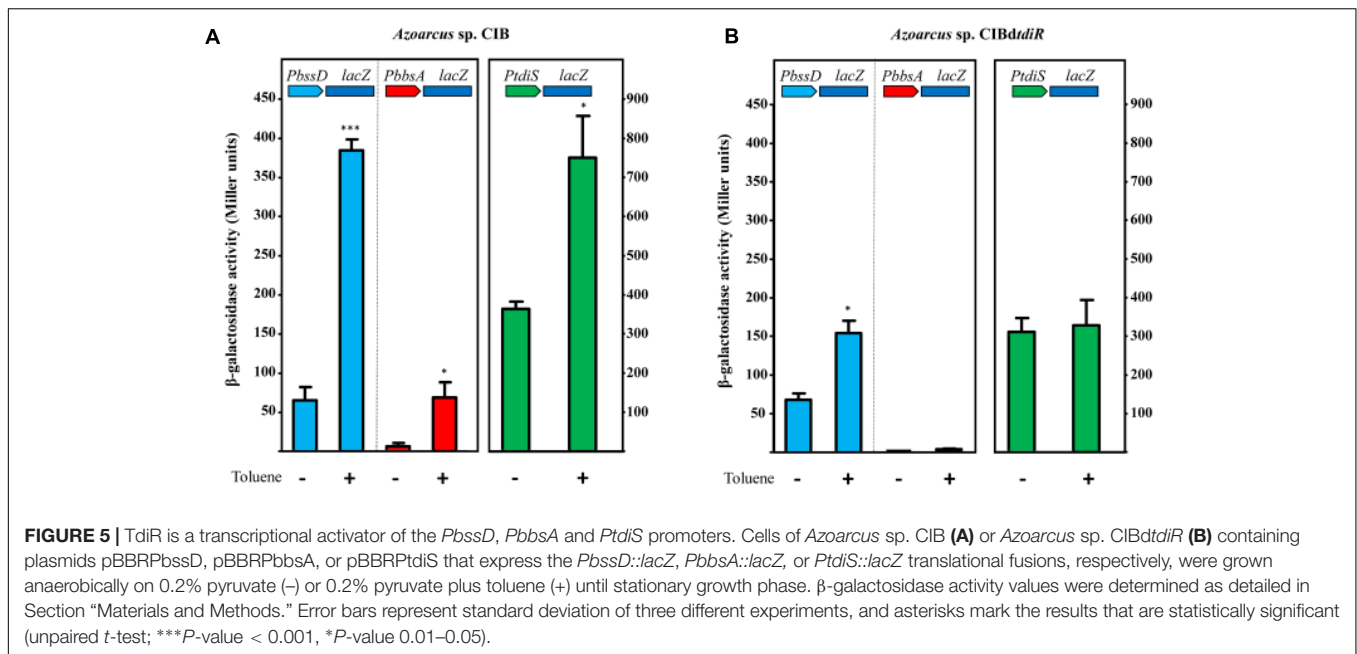 A
Azoarcus sp. CIB
PbssD lacZ PbbsA lacZ PtdiS lacZ
β-galactosidase activity (Miller units)
450
400
350
300
250
200
150
100
50
*** * *
900
800
700
600
500
400
300
200
100
Toluene - + - + - +
B
Azoarcus sp. CIBdtdiR
PbssD lacZ PbbsA lacZ PtdiS lacZ
β-galactosidase activity (Miller units)
450
400
350
300
250
200
150
100
50
*
900
800
700
600
500
400
300
200
100
Toluene - + - + - +
FIGURE 5 | TdiR is a transcriptional activator of the PbssD, PbbsA and PtdiS promoters. Cells of Azoarcus sp. CIB (A) or Azoarcus sp. CIBdtdiR (B) containing
plasmids pBBRPbssD, pBBRPbbsA, or pBBRPtdiS that express the PbssD::lacZ, PbbsA::lacZ, or PtdiS::lacZ translational fusions, respectively, were grown
anaerobically on 0.2% pyruvate (–) or 0.2% pyruvate plus toluene (+) until stationary growth phase. β-galactosidase activity values were determined as detailed in
Section “Materials and Methods.” Error bars represent standard deviation of three different experiments, and asterisks mark the results that are statistically significant
(unpaired t-test; ***P-value < 0.001, *P-value 0.01–0.05).